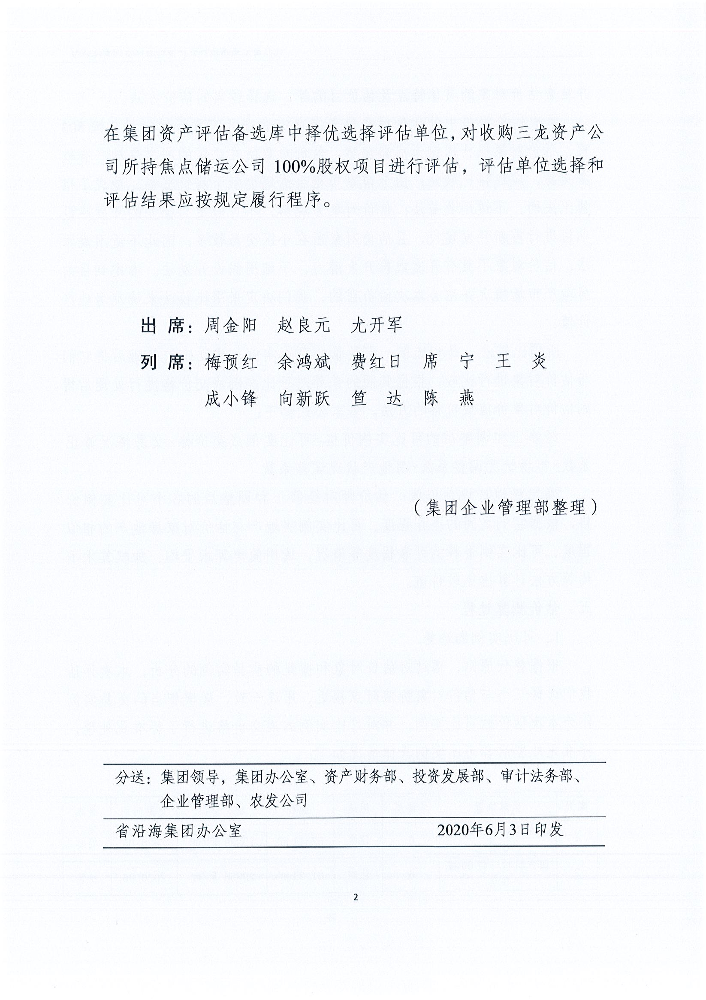 在集团资产评估备选库中择优选择评估单位，对收购三龙资产公
司所持焦点储运公司 100%股权项目进行评估，评估单位选择和
评估结果应按规定履行程序。
出 席：周金阳 赵良元 尤开军
列 席：梅预红 余鸿斌 费红日 席 宁 王 炎
成小锋 向新跃 笪 达 陈 燕
（集团企业管理部整理）
分送：集团领导，集团办公室、资产财务部、投资发展部、审计法务部、
企业管理部、农发公司
省沿海集团办公室 2020年6月3日印发
2